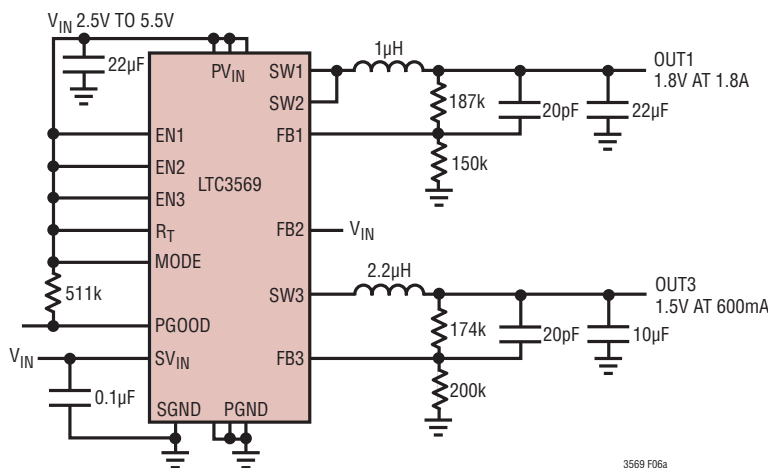 V_IN 2.5V TO 5.5V
22µF
PV_IN
SW1
SW2
FB1
EN1
EN2
EN3
R_T
MODE
LTC3569
FB2
V_IN
SW3
511k
PGOOD
V_IN
SV_IN
FB3
0.1µF
SGND
PGND
1µH
OUT1
1.8V AT 1.8A
187k
20pF
22µF
150k
2.2µH
OUT3
1.5V AT 600mA
174k
20pF
10µF
200k
3569 F06a